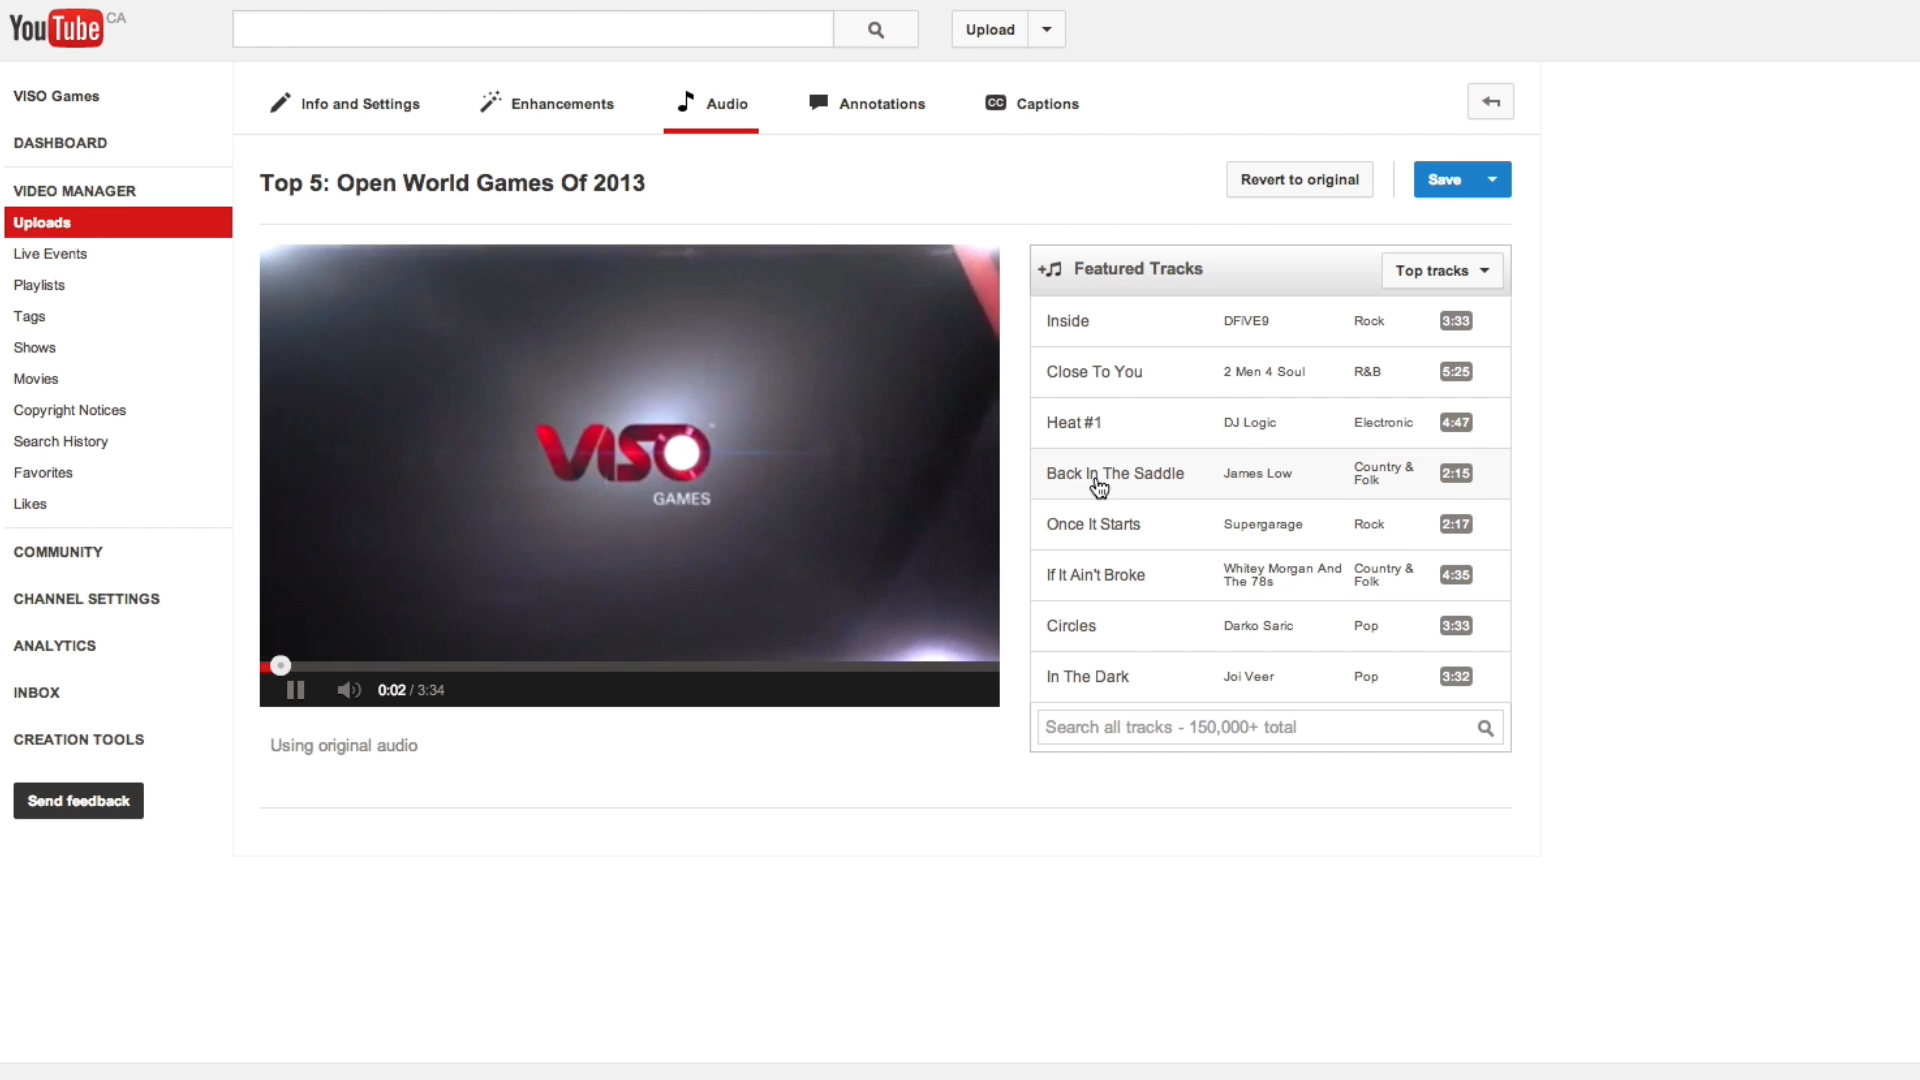 YouTube CA
Upload
VISO Games
DASHBOARD
VIDEO MANAGER
Uploads
Live Events
Playlists
Tags
Shows
Movies
Copyright Notices
Search History
Favorites
Likes
COMMUNITY
CHANNEL SETTINGS
ANALYTICS
INBOX
CREATION TOOLS
Send feedback
Info and Settings
Enhancements
Audio
Annotations
CC Captions
Top 5: Open World Games Of 2013
Revert to original
Save
VISO
GAMES
0:02 / 3:34
Using original audio
Featured Tracks
Top tracks
Inside DFiVE9 Rock 3:33
Close To You 2 Men 4 Soul R&B 5:25
Heat #1 DJ Logic Electronic 4:47
Back In The Saddle James Low Country & Folk 2:15
Once It Starts Supergarage Rock 2:17
If It Ain't Broke Whitey Morgan And The 78s Country & Folk 4:35
Circles Darko Saric Pop 3:33
In The Dark Joi Veer Pop 3:32
Search all tracks - 150,000+ total